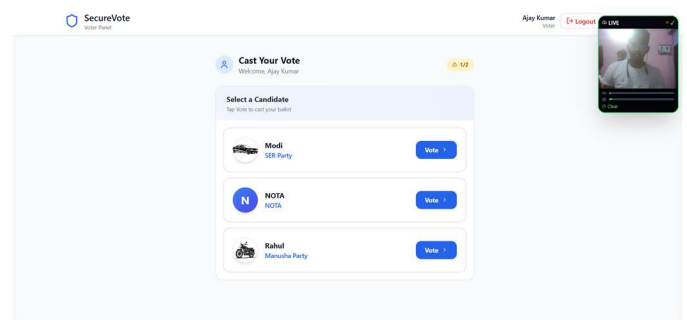 SecureVote
Voter Panel
Ajay Kumar
Voter
Logout
LIVE
Cast Your Vote
Welcome, Ajay Kumar
1/2
Clear
Select a Candidate
Tap Vote to cast your ballot
Modi
SER Party
Vote
N
NOTA
NOTA
Vote
Rahul
Manusha Party
Vote